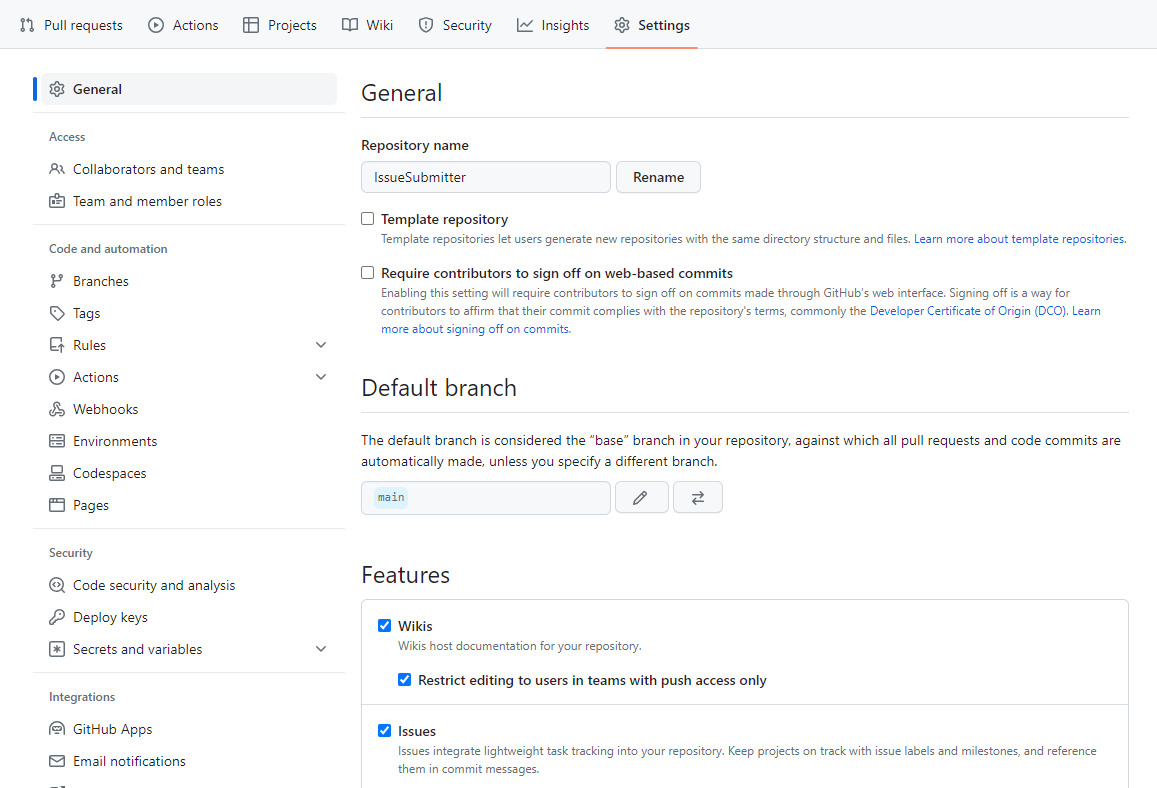 Pull requests Actions Projects Wiki Security Insights Settings
General
Access
Collaborators and teams
Team and member roles
Code and automation
Branches
Tags
Rules
Actions
Webhooks
Environments
Codespaces
Pages
Security
Code security and analysis
Deploy keys
Secrets and variables
Integrations
GitHub Apps
Email notifications
General
Repository name
IssueSubmitter Rename
Template repository
Template repositories let users generate new repositories with the same directory structure and files. Learn more about template repositories.
Require contributors to sign off on web-based commits
Enabling this setting will require contributors to sign off on commits made through GitHub's web interface. Signing off is a way for
contributors to affirm that their commit complies with the repository's terms, commonly the Developer Certificate of Origin (DCO). Learn
more about signing off on commits.
Default branch
The default branch is considered the “base” branch in your repository, against which all pull requests and code commits are
automatically made, unless you specify a different branch.
main
Features
Wikis
Wikis host documentation for your repository.
Restrict editing to users in teams with push access only
Issues
Issues integrate lightweight task tracking into your repository. Keep projects on track with issue labels and milestones, and reference
them in commit messages.